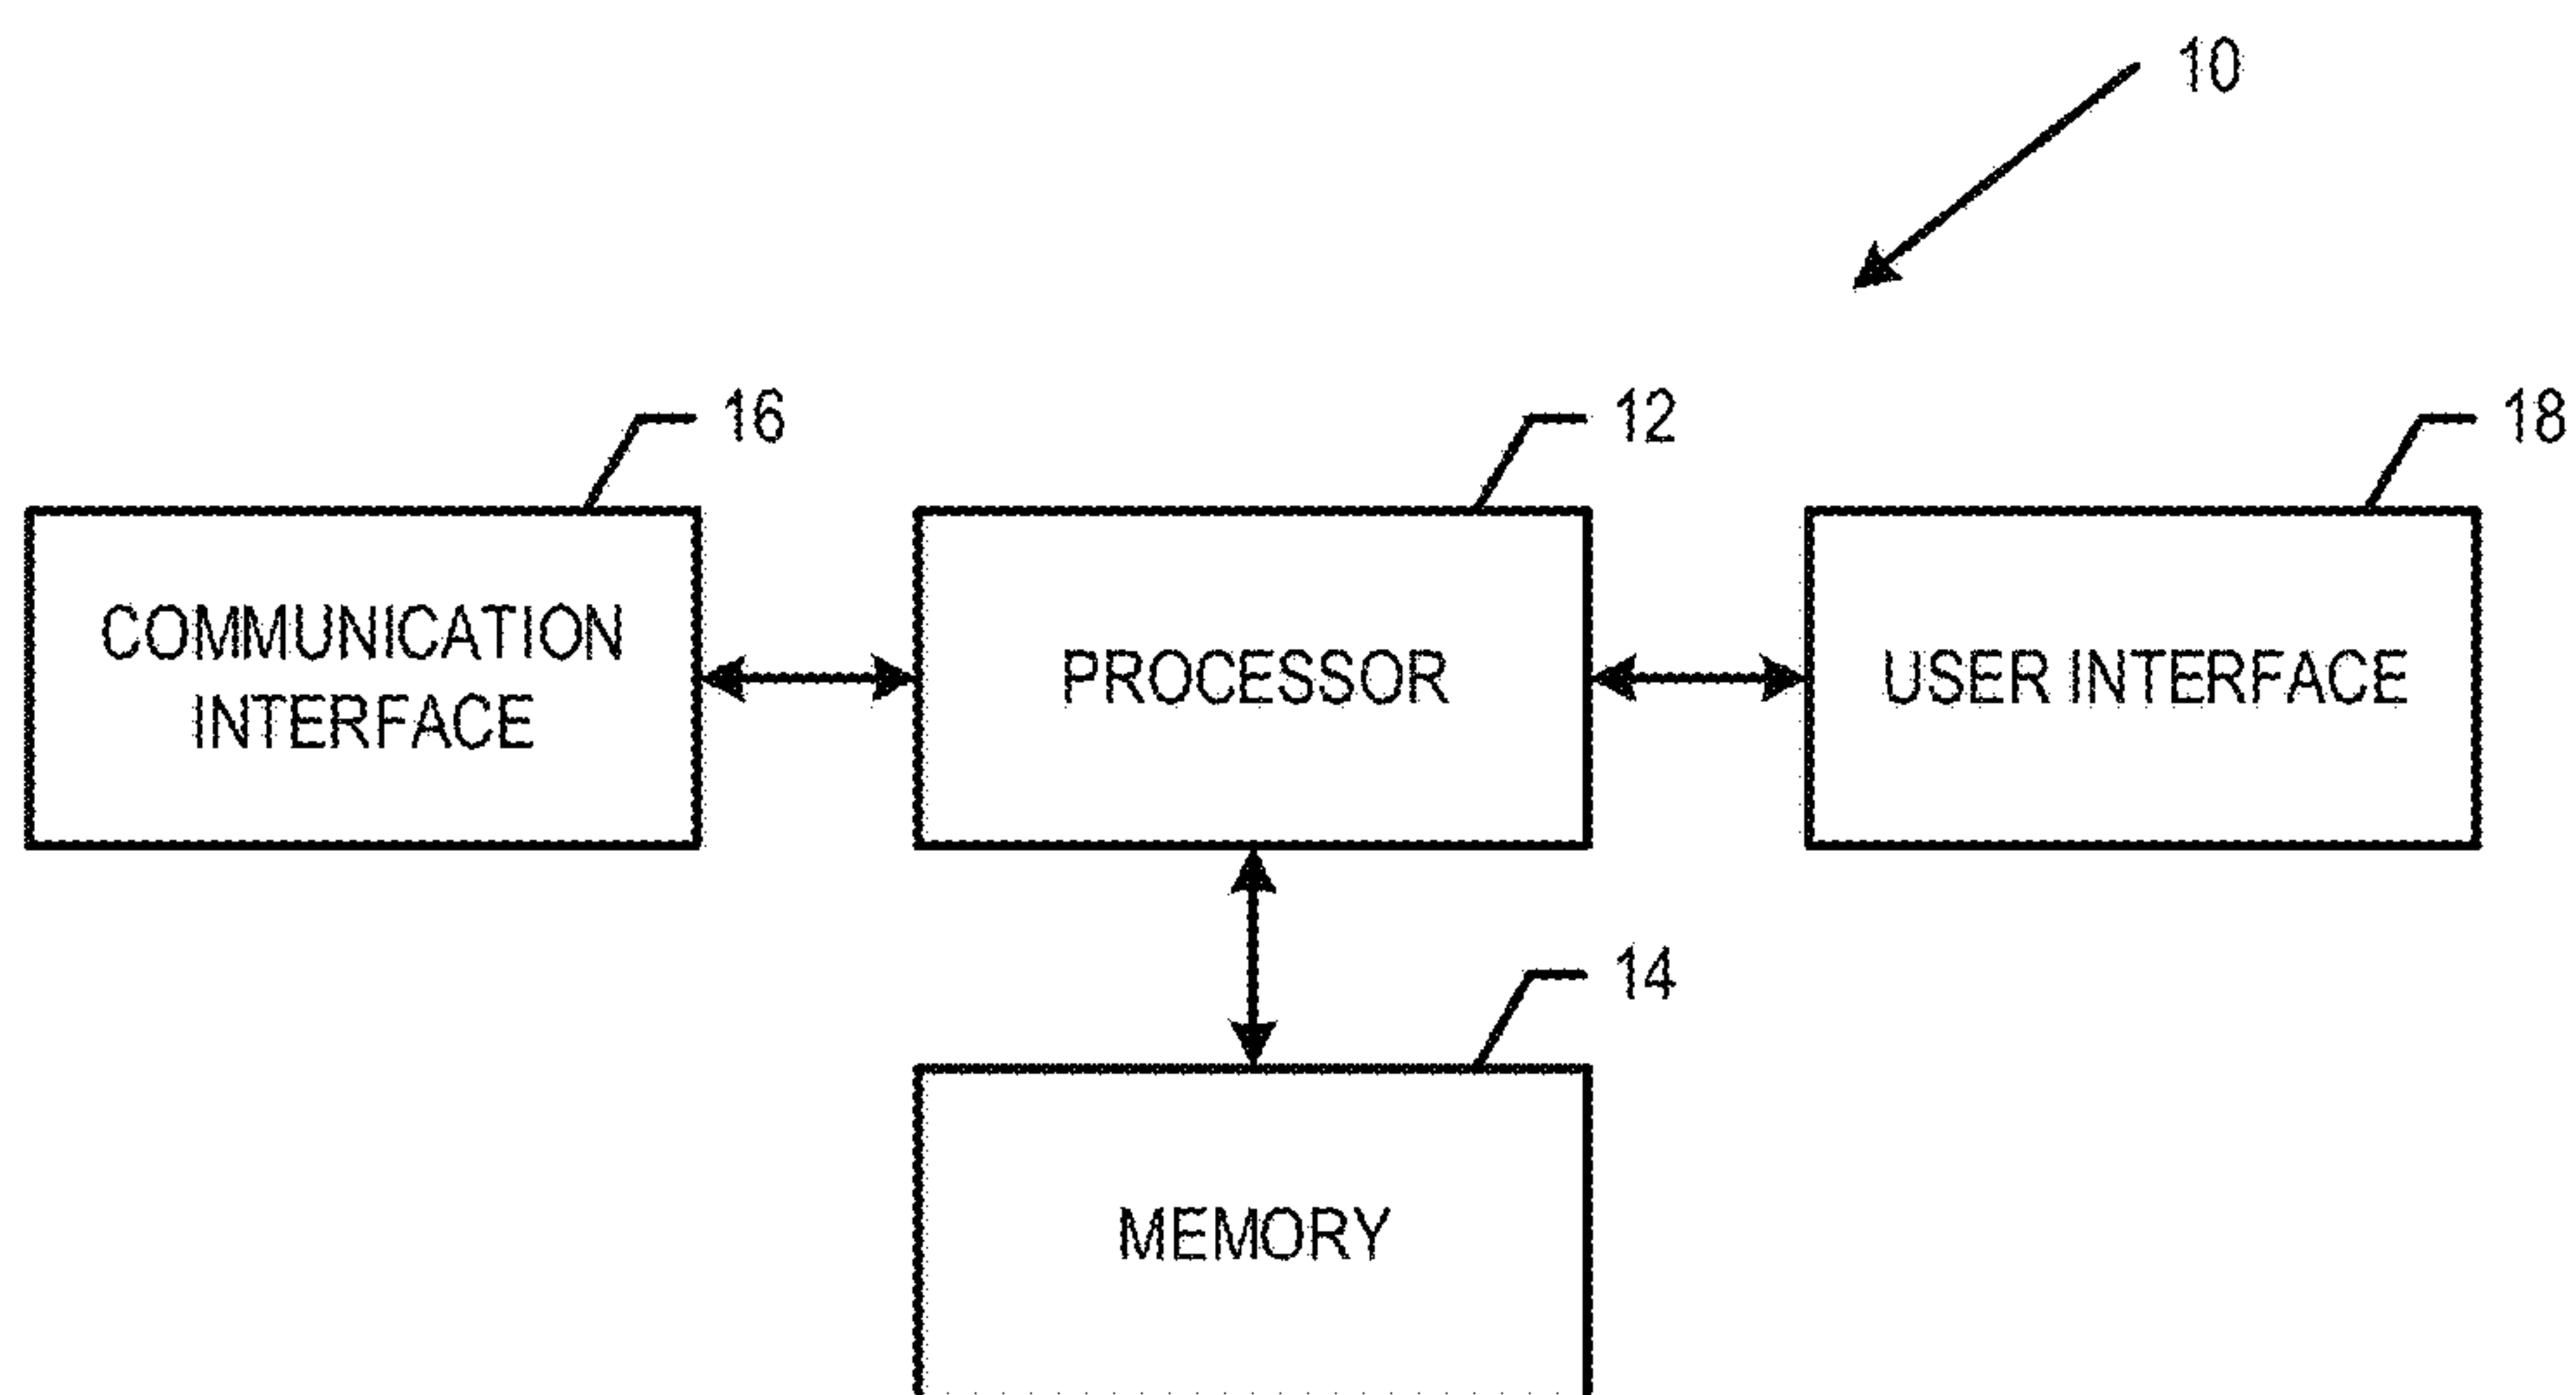 10
16
12
18
COMMUNICATION
INTERFACE
PROCESSOR
USER INTERFACE
14
MEMORY